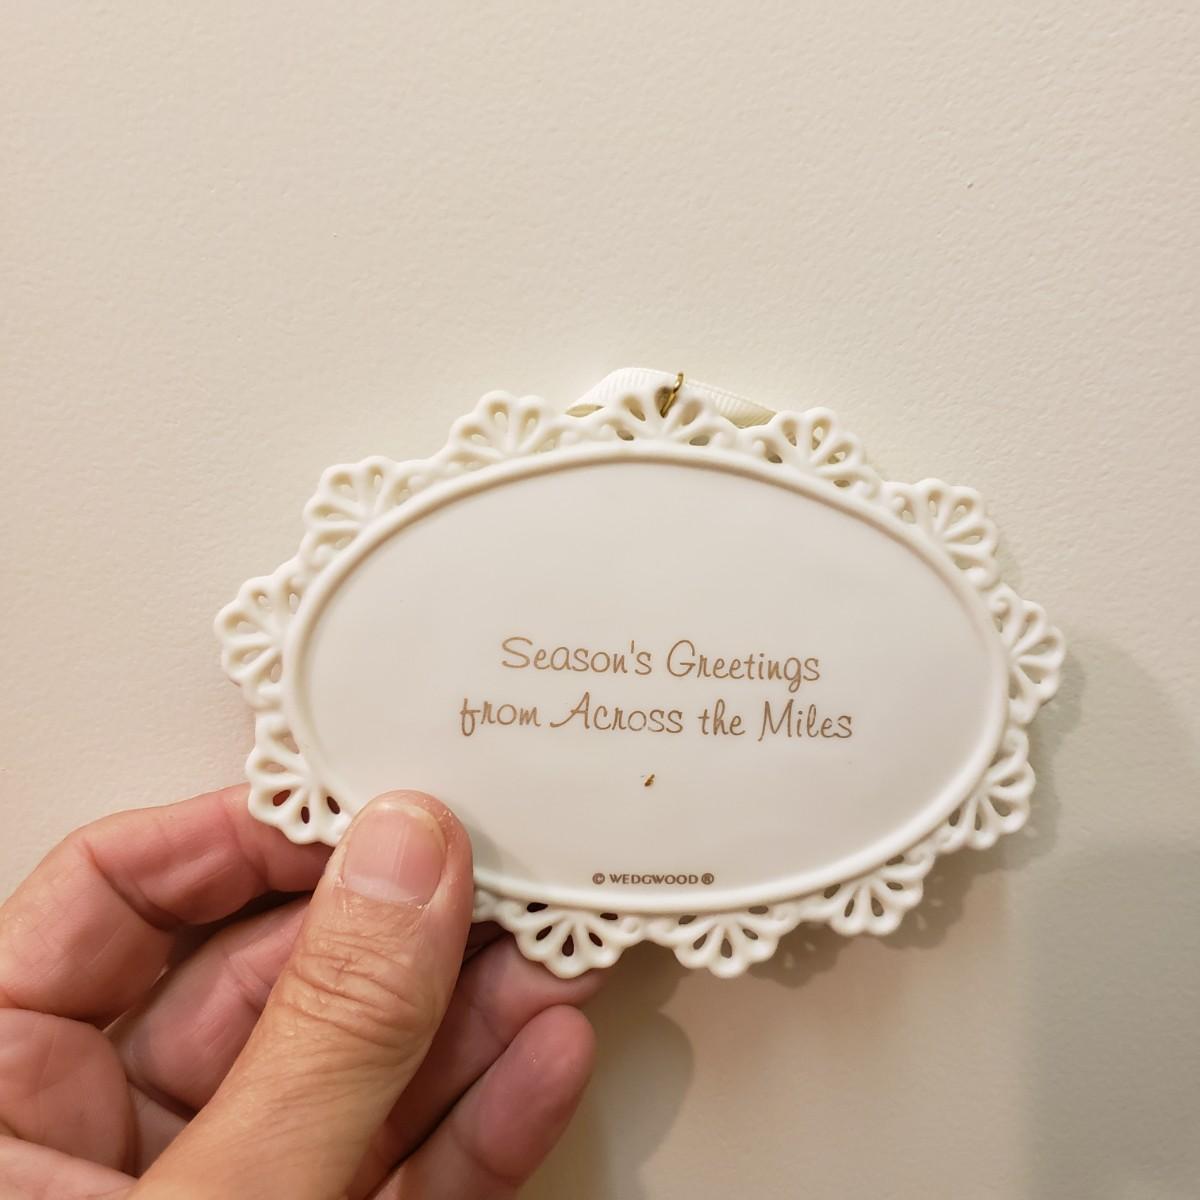 Season's Greetings
from Across the Miles
© WEDGWOOD ®